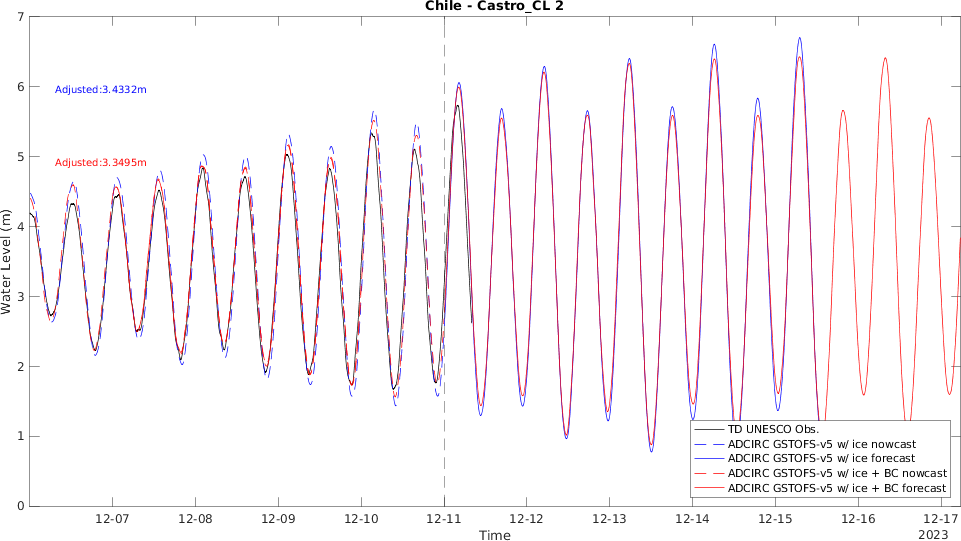 Chile - Castro_CL 2
7
6
5
4
3
2
1
0
Water Level (m)
Adjusted:3.4332m
Adjusted:3.3495m
TD UNESCO Obs.
ADCIRC GSTOFS-v5 w/ ice nowcast
ADCIRC GSTOFS-v5 w/ ice forecast
ADCIRC GSTOFS-v5 w/ ice + BC nowcast
ADCIRC GSTOFS-v5 w/ ice + BC forecast
12-07 12-08 12-09 12-10 12-11 12-12 12-13 12-14 12-15 12-16 12-17
Time
2023